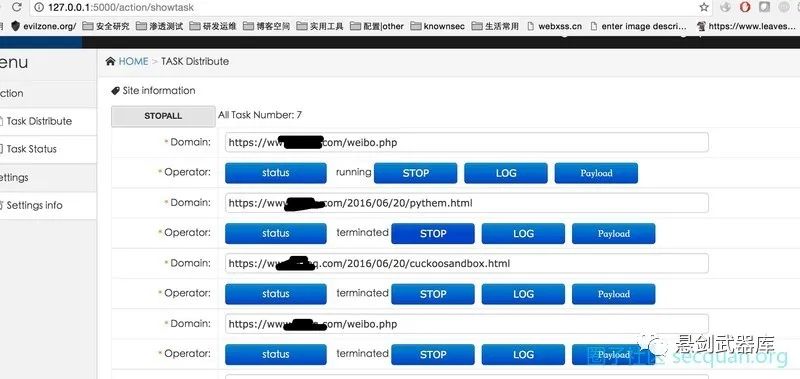 127.0.0.1:5000/action/showtask
evilzone.org/ 安全研究 渗透测试 研发运维 博客空间 实用工具 配置|other knownsec 生活常用 webxss.cn enter image descri... https://www.leaves...
enu
HOME > TASK Distribute
ction
Site information
STOPALL All Task Number: 7
Task Distribute
* Domain: https://ww .com/weibo.php
Task Status
* Operator: status running STOP LOG Payload
ettings
* Domain: https://ww .com/2016/06/20/pythem.html
Settings info
* Operator: status terminated STOP LOG Payload
* Domain: https://ww q.com/2016/06/20/cuckoosandbox.html
* Operator: status terminated STOP LOG Payload
* Domain: https://ww .com/weibo.php
* Operator: status terminated STOP LOG Payload
悬剑武器库
圈子社区 secquan.org